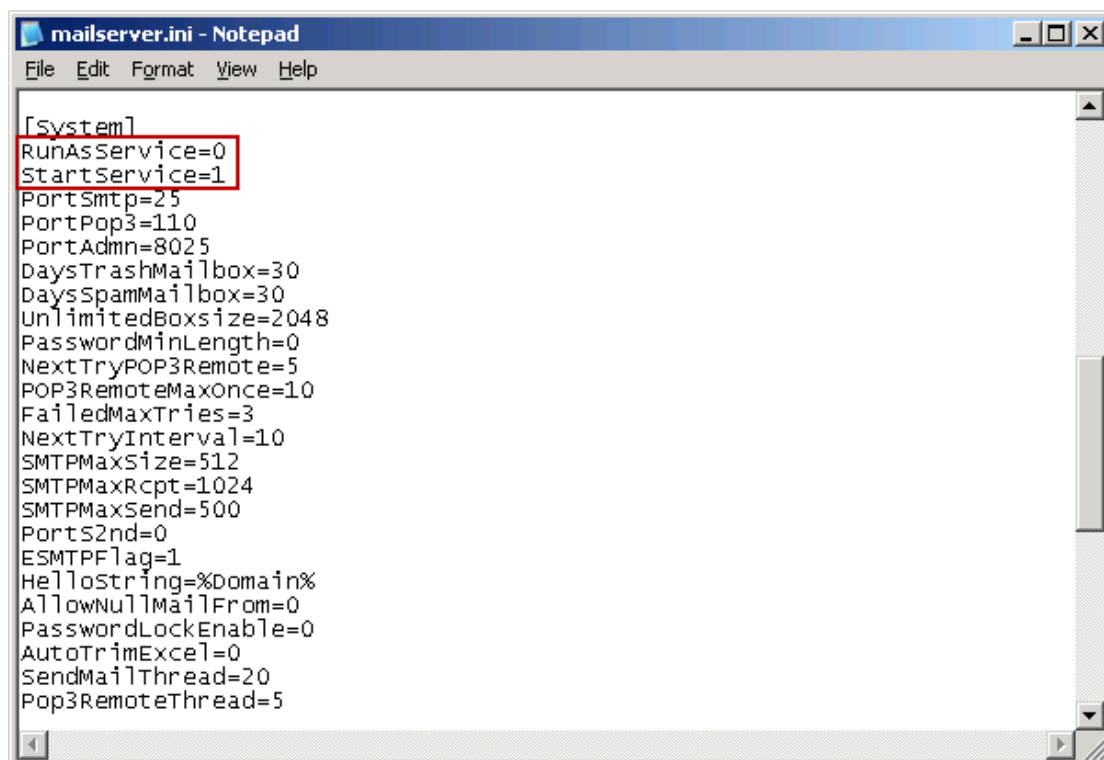 mailserver.ini - Notepad
File Edit Format View Help
[System]
RunAsService=0
StartService=1
PortSmtp=25
PortPop3=110
PortAdmn=8025
DaysTrashMailbox=30
DaysSpamMailbox=30
UnlimitedBoxsize=2048
PasswordMinLength=0
NextTryPOP3Remote=5
POP3RemoteMaxOnce=10
FailedMaxTries=3
NextTryInterval=10
SMTPMaxSize=512
SMTPMaxRcpt=1024
SMTPMaxSend=500
PortS2nd=0
ESMTPFlag=1
HelloString=%Domain%
AllowNullMailFrom=0
PasswordLockEnable=0
AutoTrimExcel=0
SendMailThread=20
Pop3RemoteThread=5